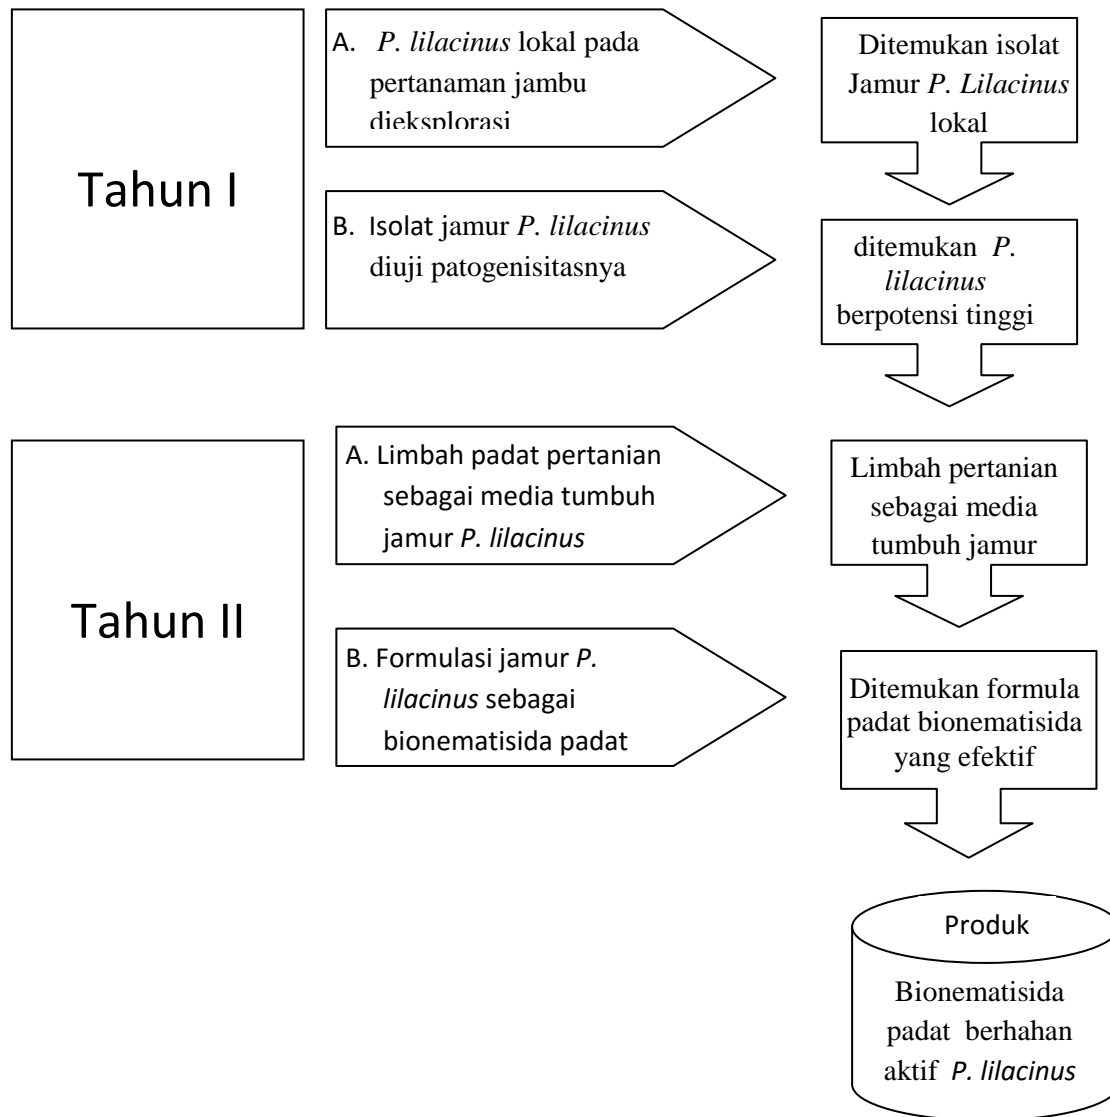 Tahun I
A. P. lilacinus lokal pada
pertanaman jambu
dieksplorasi
Ditemukan isolat
Jamur P. Lilacinus
lokal
B. Isolat jamur P. lilacinus
diuji patogenisitasnya
ditemukan P.
lilacinus
berpotensi tinggi
Tahun II
A. Limbah padat pertanian
sebagai media tumbuh
jamur P. lilacinus
Limbah pertanian
sebagai media
tumbuh jamur
B. Formulasi jamur P.
lilacinus sebagai
bionematisida padat
Ditemukan formula
padat bionematisida
yang efektif
Produk
Bionematisida
padat berhahan
aktif P. lilacinus